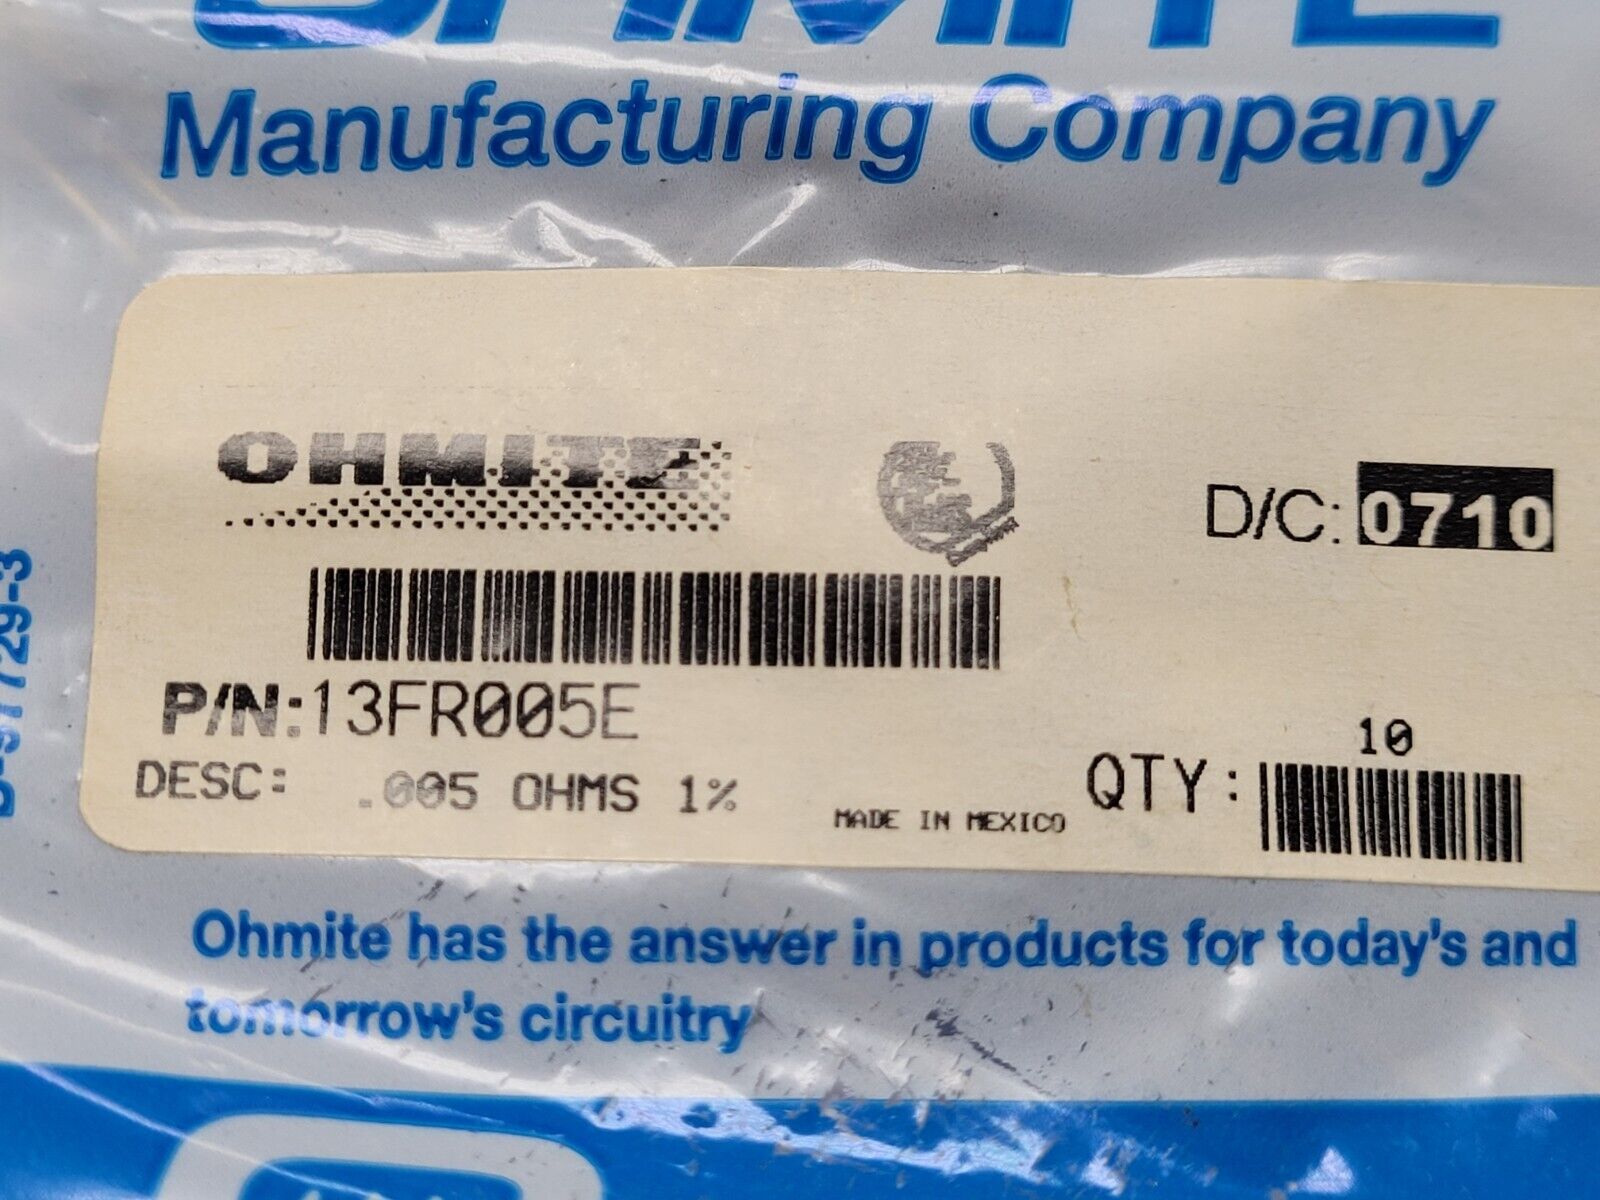 OHMITE
Manufacturing Company
OHMITE
D/C: 0710
P/N:13FR005E
DESC: .005 OHMS 1%
MADE IN MEXICO
QTY: 10
Ohmite has the answer in products for today's and
tomorrow's circuitry